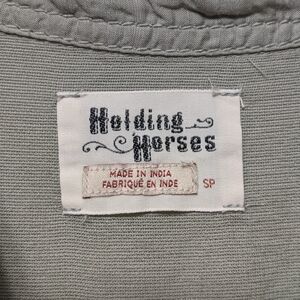 Holding
Horses
MADE IN INDIA
FABRIQUÉ EN INDE
SP